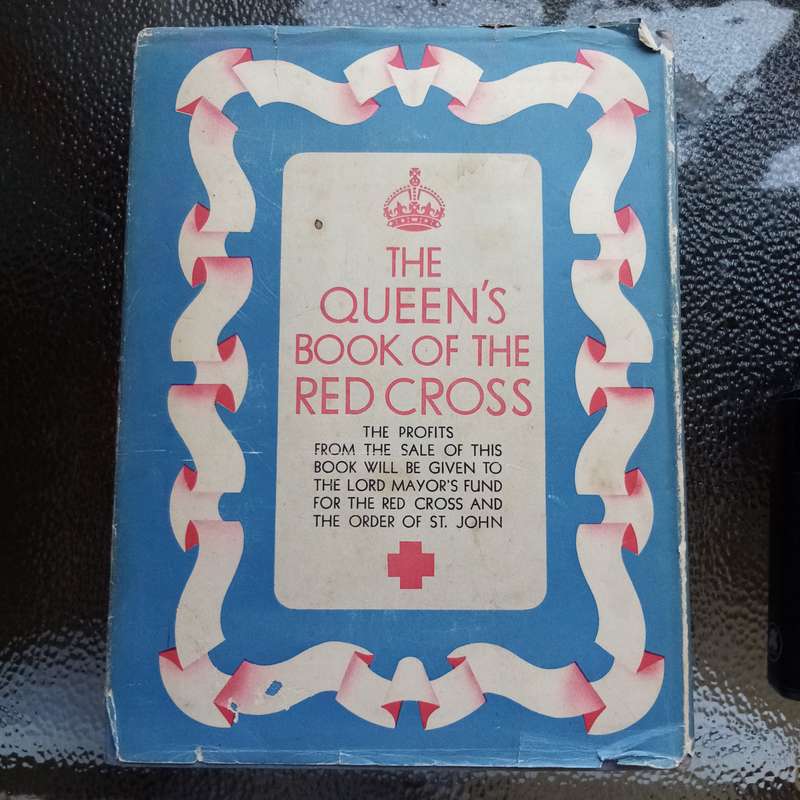 THE
QUEEN'S
BOOK OF THE
RED CROSS
THE PROFITS
FROM THE SALE OF THIS
BOOK WILL BE GIVEN TO
THE LORD MAYOR'S FUND
FOR THE RED CROSS AND
THE ORDER OF ST. JOHN